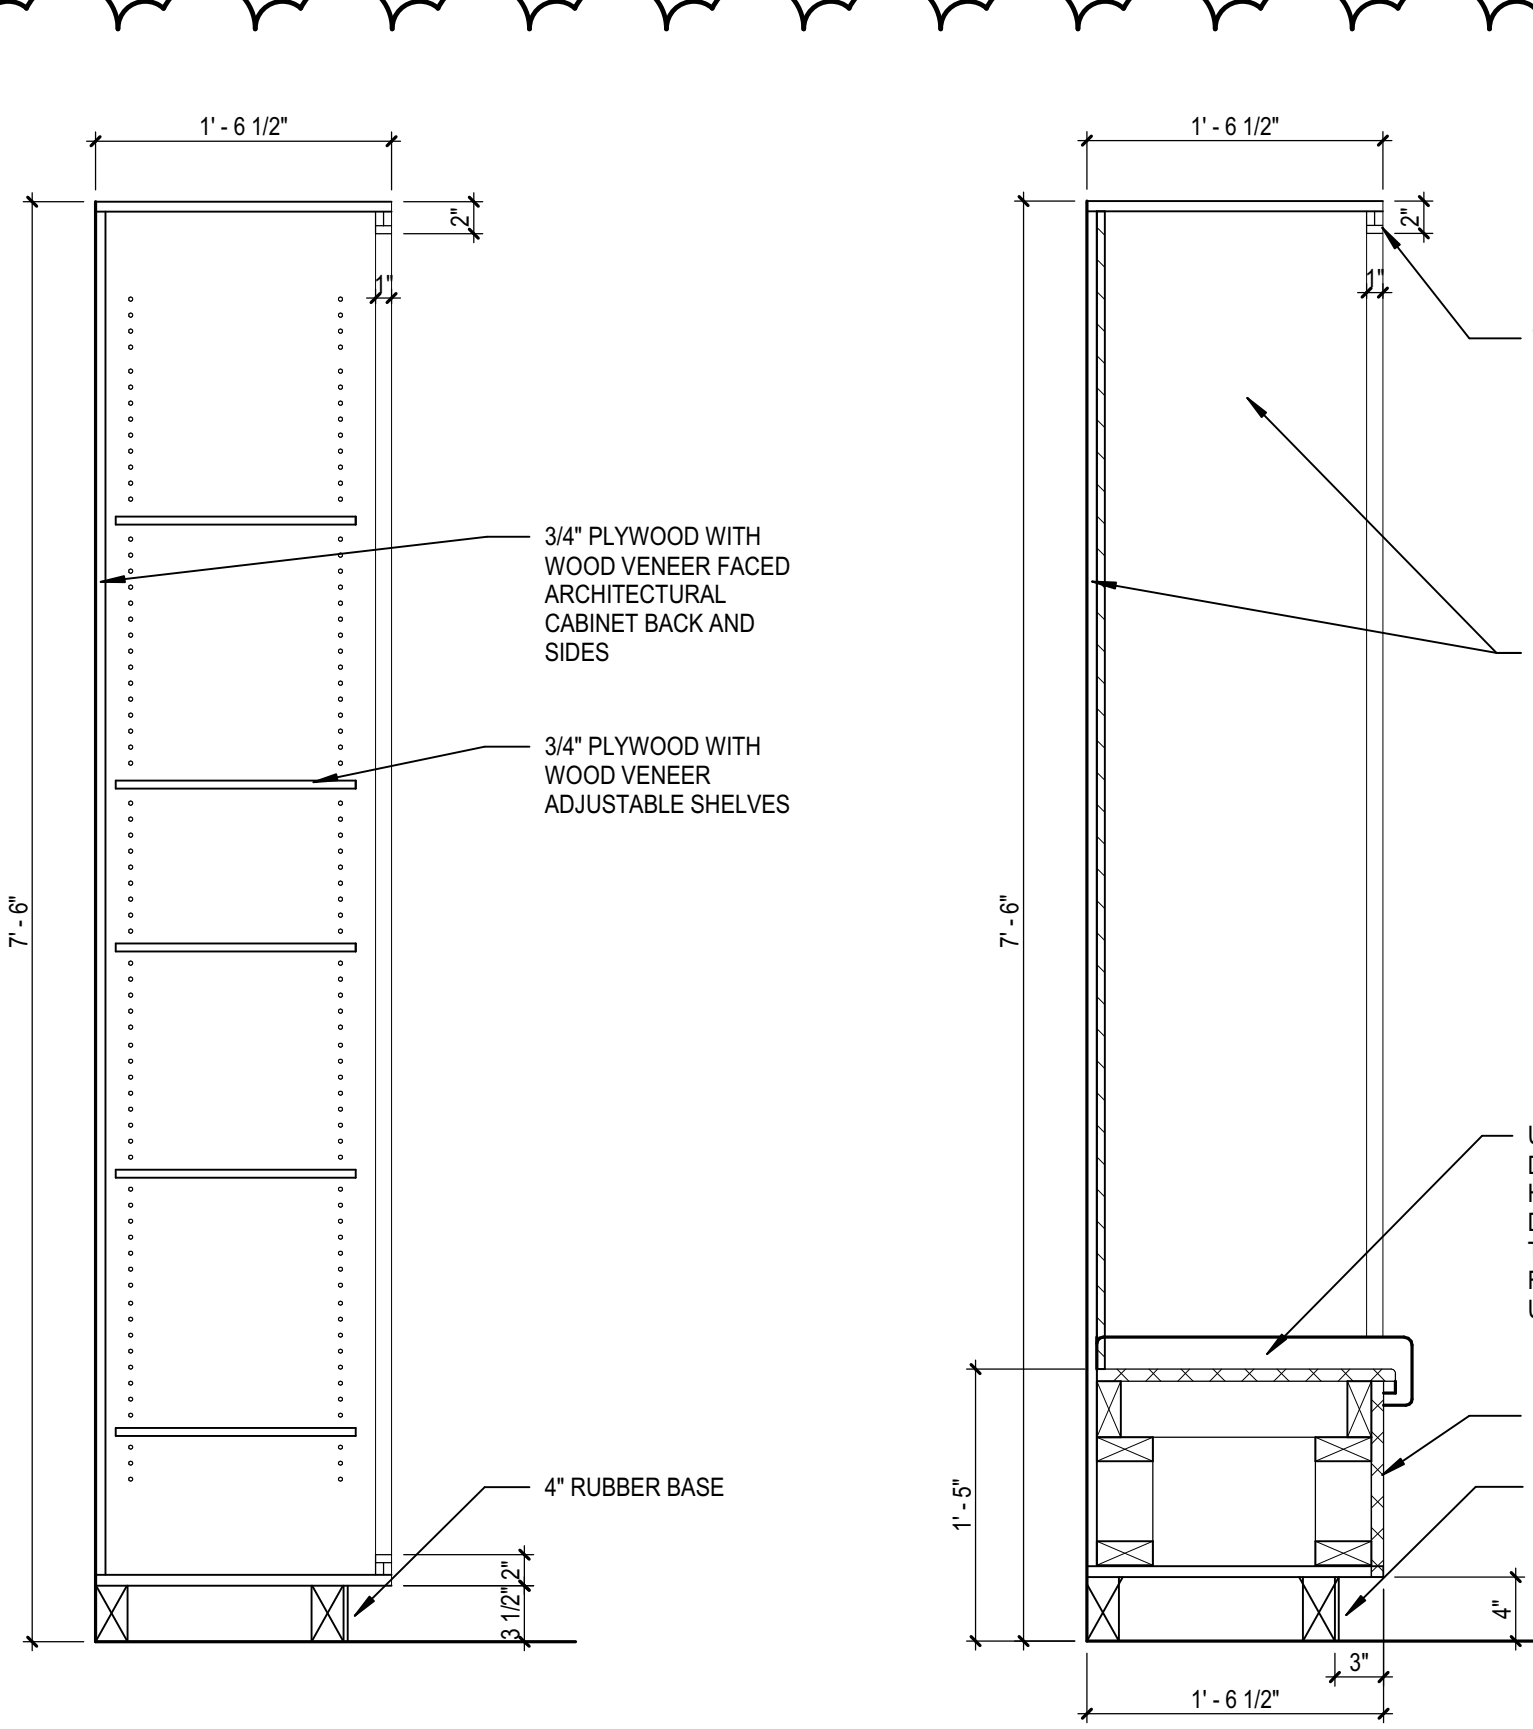 1' - 6 1/2"
2"
1"
7' - 6"
3/4" PLYWOOD WITH
WOOD VENEER FACED
ARCHITECTURAL
CABINET BACK AND
SIDES
3/4" PLYWOOD WITH
WOOD VENEER
ADJUSTABLE SHELVES
4" RUBBER BASE
2"
3 1/2"
1' - 6 1/2"
2"
1"
7' - 6"
1' - 5"
4"
3"
1' - 6 1/2"